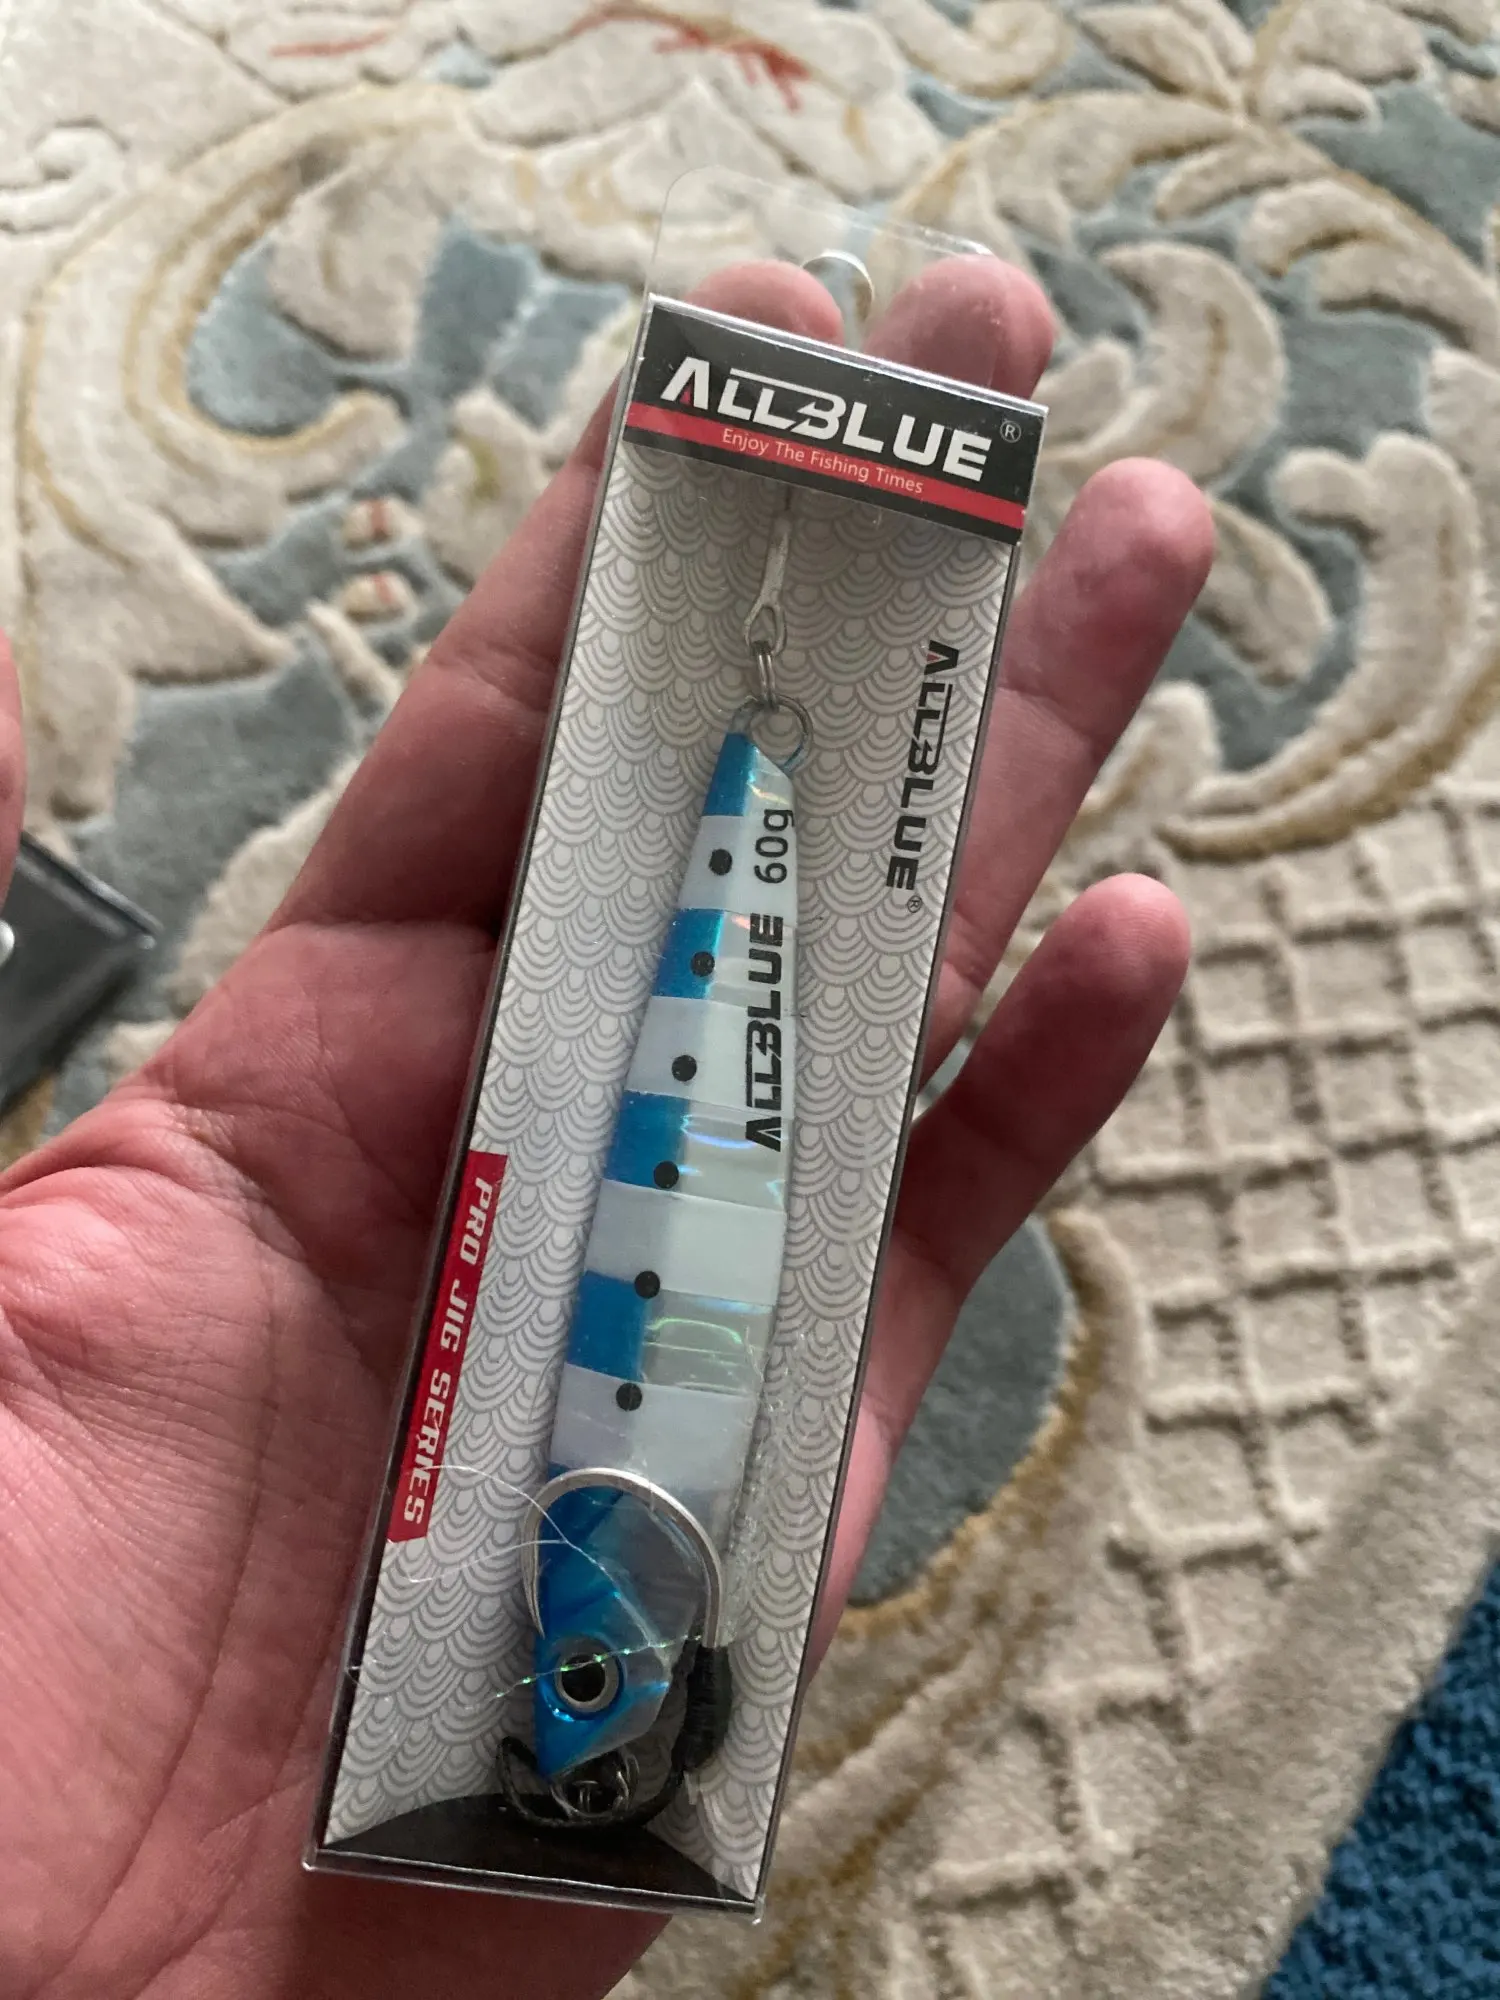 ALLBLUE®
Enjoy The Fishing Times
ALLBLUE®
60g
ALLBLUE
PRO JIG SERIES